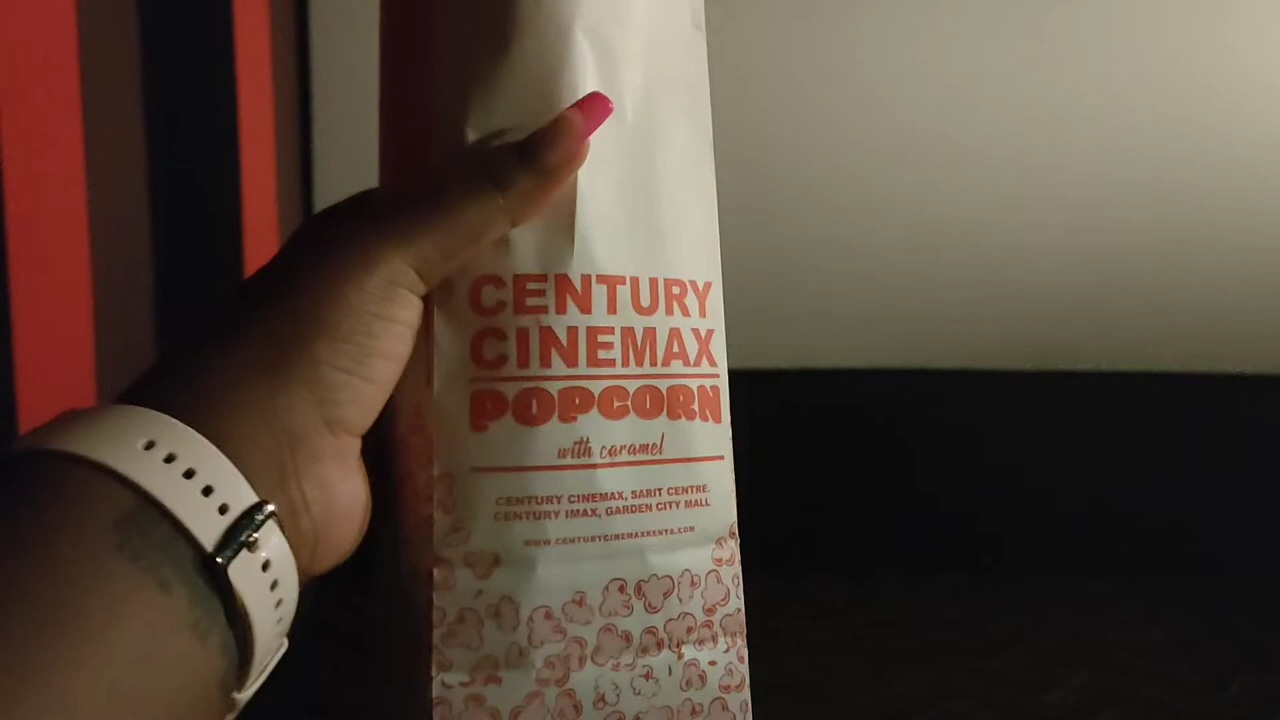 CENTURY
CINEMAX
POPCORN
with caramel
CENTURY CINEMAX, SARIT CENTRE.
CENTURY IMAX, GARDEN CITY MALL
WWW.CENTURYCINEMAXKENYA.COM